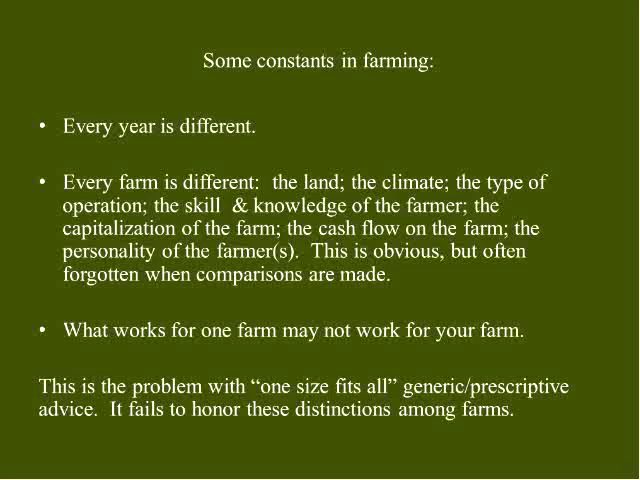 Some constants in farming:
• Every year is different.
• Every farm is different:  the land; the climate; the type of
operation; the skill  & knowledge of the farmer; the
capitalization of the farm; the cash flow on the farm; the
personality of the farmer(s).  This is obvious, but often
forgotten when comparisons are made.
• What works for one farm may not work for your farm.
This is the problem with “one size fits all” generic/prescriptive
advice.  It fails to honor these distinctions among farms.